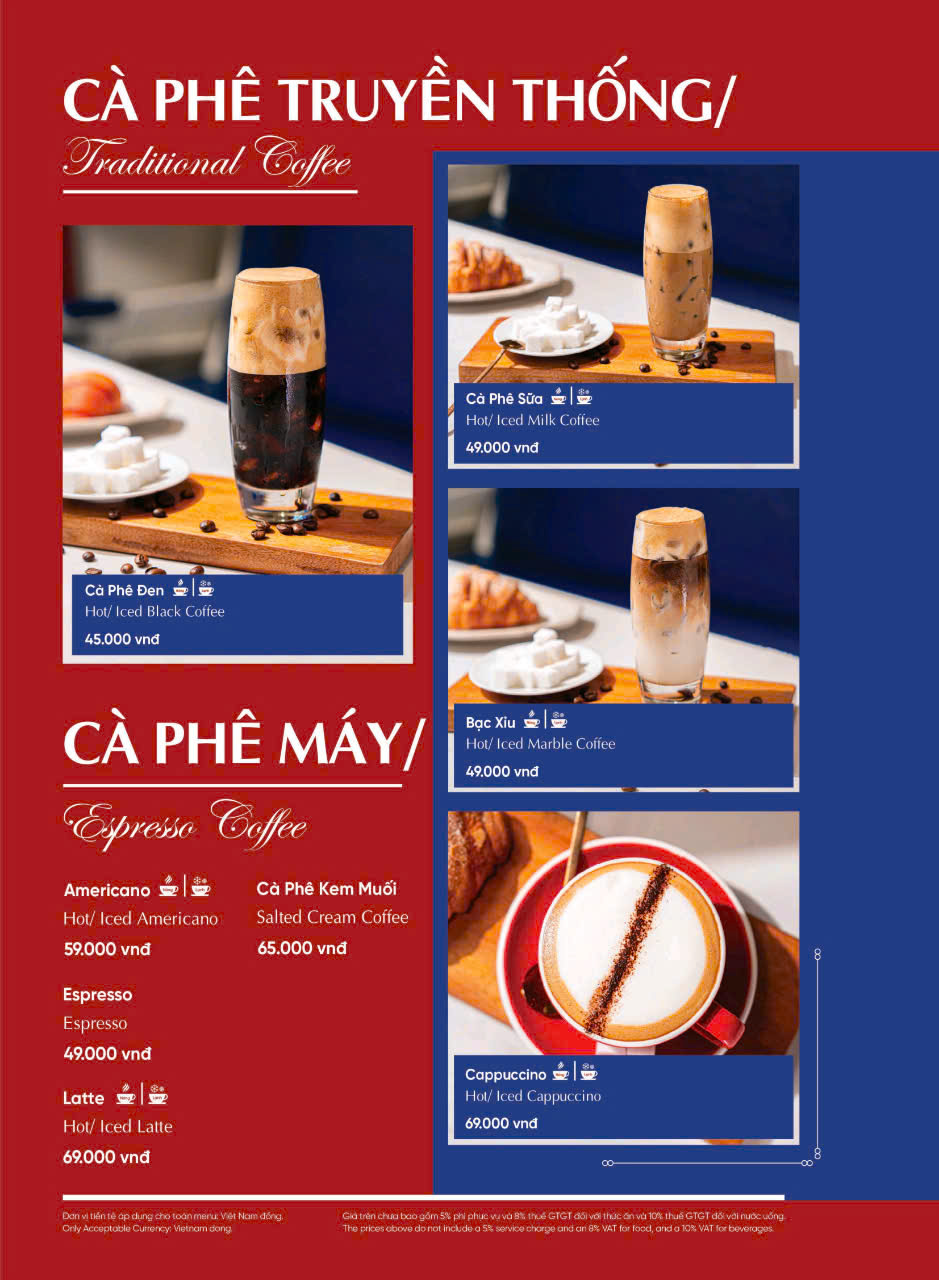 CÀ PHÊ TRUYỀN THỐNG/
Traditional Coffee
Cà Phê Đen
Hot/ Iced Black Coffee
45.000 vnđ
Cà Phê Sữa
Hot/ Iced Milk Coffee
49.000 vnđ
Bạc Xỉu
Hot/ Iced Marble Coffee
49.000 vnđ
CÀ PHÊ MÁY/
Espresso Coffee
Americano
Hot/ Iced Americano
59.000 vnđ
Cà Phê Kem Muối
Salted Cream Coffee
65.000 vnđ
Espresso
Espresso
49.000 vnđ
Latte
Hot/ Iced Latte
69.000 vnđ
Cappuccino
Hot/ Iced Cappuccino
69.000 vnđ
Đơn vị tiền tệ áp dụng cho toàn menu: Việt Nam đồng.
Only Acceptable Currency: Vietnam dong.
Giá trên chưa bao gồm 5% phí phục vụ và 8% thuế GTGT đối với thức ăn và 10% thuế GTGT đối với nước uống.
The prices above do not include a 5% service charge and an 8% VAT for food, and a 10% VAT for beverages.